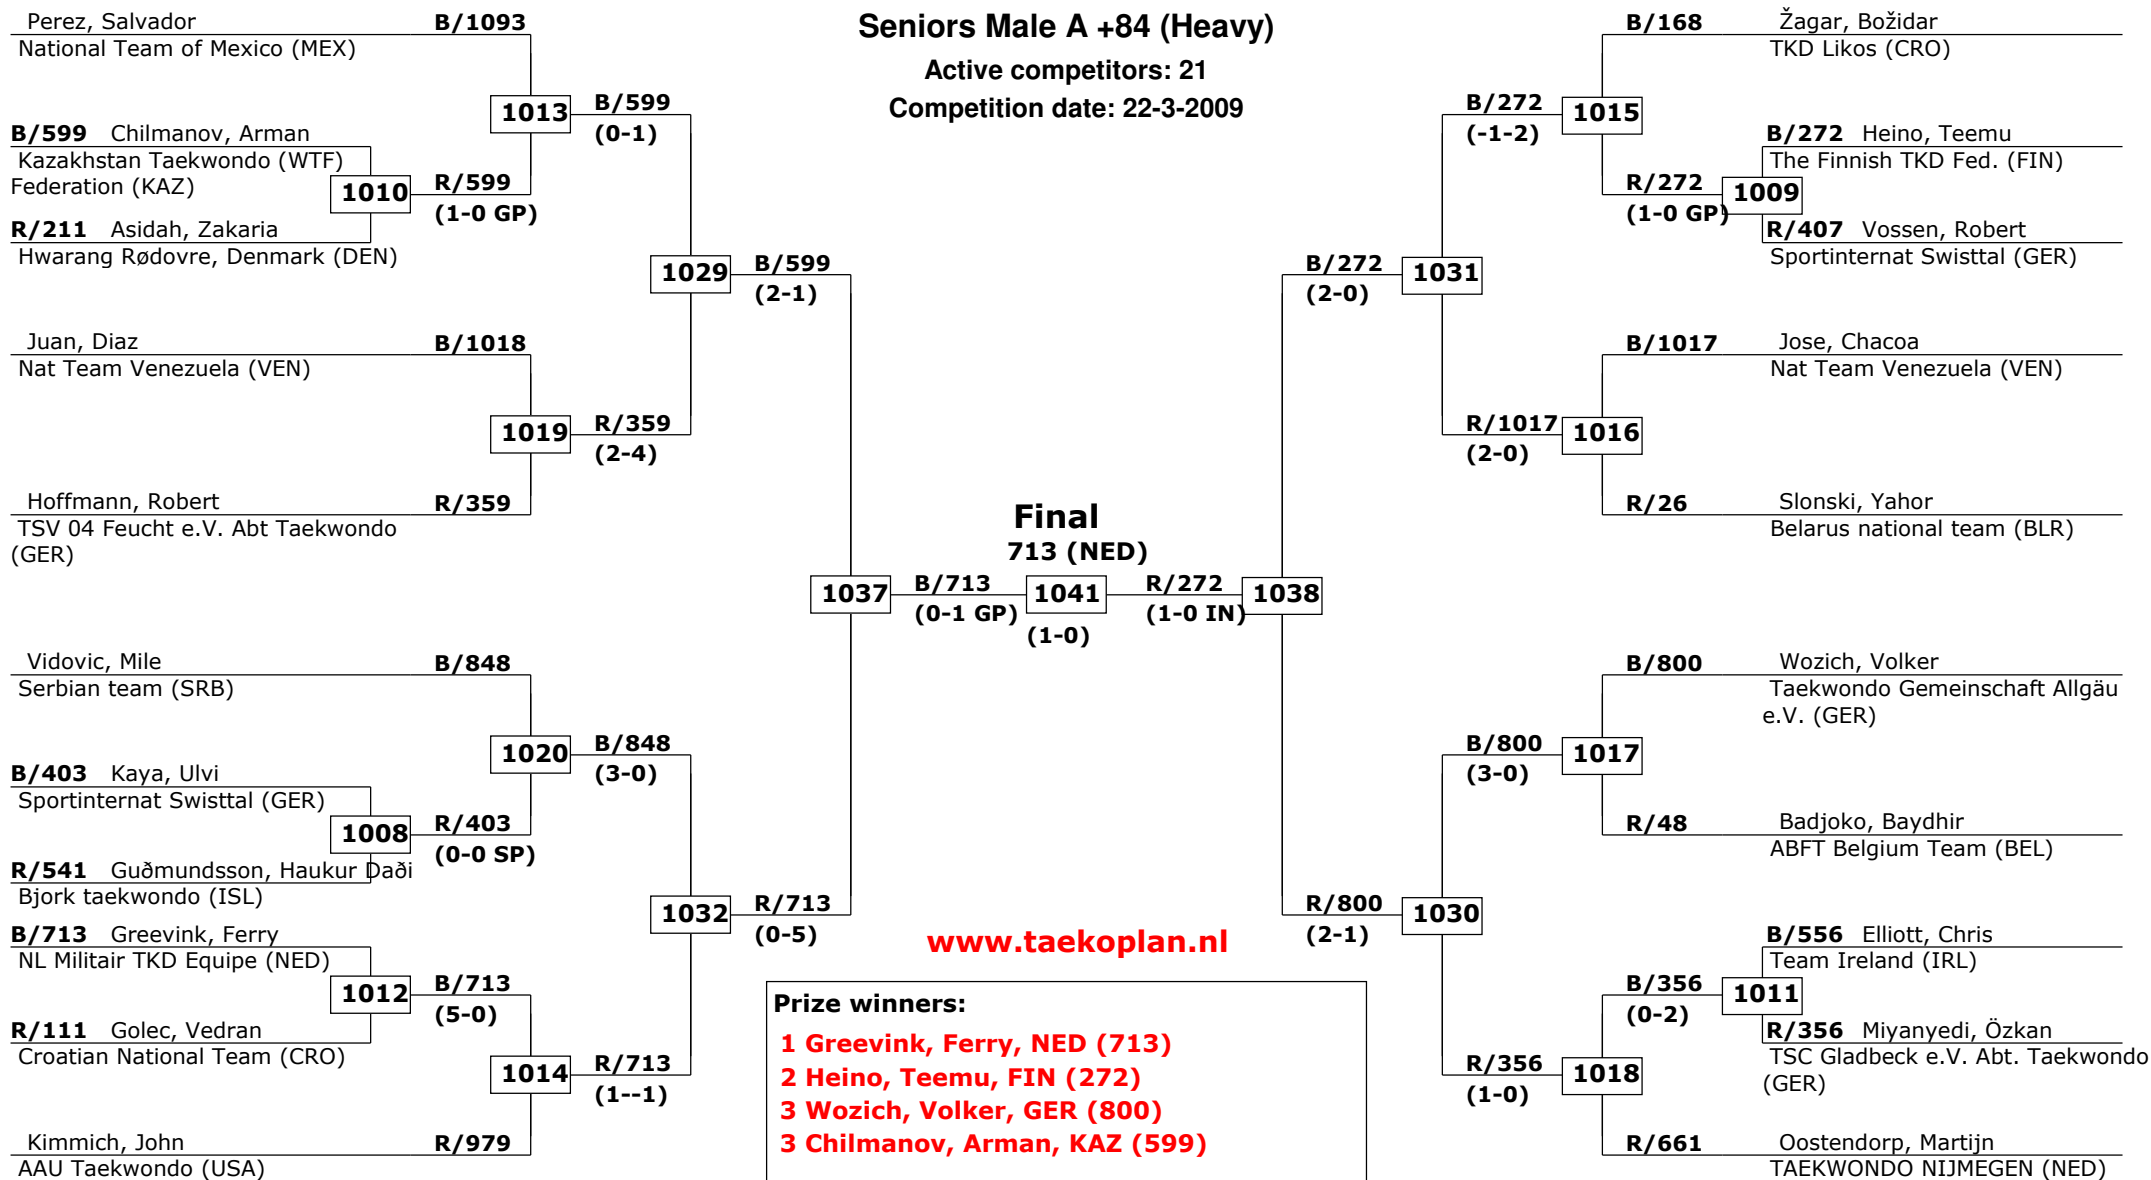 Seniors Male A +84 (Heavy)
Active competitors: 21
Competition date: 22-3-2009
Perez, Salvador B/1093
National Team of Mexico (MEX)
1013
B/599
(0-1)
B/599 Chilmanov, Arman
Kazakhstan Taekwondo (WTF)
Federation (KAZ)
1010
R/599
(1-0 GP)
R/211 Asidah, Zakaria
Hwarang Rødovre, Denmark (DEN)
1029
B/599
(2-1)
Juan, Diaz B/1018
Nat Team Venezuela (VEN)
1019
R/359
(2-4)
Hoffmann, Robert R/359
TSV 04 Feucht e.V. Abt Taekwondo
(GER)
1037
B/713
(0-1 GP)
Vidovic, Mile B/848
Serbian team (SRB)
1020
B/848
(3-0)
B/403 Kaya, Ulvi
Sportinternat Swisttal (GER)
1008
R/403
(0-0 SP)
R/541 Guðmundsson, Haukur Daði
Bjork taekwondo (ISL)
1032
R/713
(0-5)
B/713 Greevink, Ferry
NL Militair TKD Equipe (NED)
1012
B/713
(5-0)
R/111 Golec, Vedran
Croatian National Team (CRO)
1014
R/713
(1--1)
Kimmich, John R/979
AAU Taekwondo (USA)
Final
713 (NED)
1041
(1-0)
R/272
(1-0 IN)
1038
B/168 Žagar, Božidar
TKD Likos (CRO)
B/272
(-1-2)
1015
B/272 Heino, Teemu
The Finnish TKD Fed. (FIN)
R/272
(1-0 GP)
1009
R/407 Vossen, Robert
Sportinternat Swisttal (GER)
B/272
(2-0)
1031
B/1017 Jose, Chacoa
Nat Team Venezuela (VEN)
R/1017
(2-0)
1016
R/26 Slonski, Yahor
Belarus national team (BLR)
B/800 Wozich, Volker
Taekwondo Gemeinschaft Allgäu
e.V. (GER)
B/800
(3-0)
1017
R/48 Badjoko, Baydhir
ABFT Belgium Team (BEL)
R/800
(2-1)
1030
B/556 Elliott, Chris
Team Ireland (IRL)
B/356
(0-2)
1011
R/356 Miyanyedi, Özkan
TSC Gladbeck e.V. Abt. Taekwondo
(GER)
R/356
(1-0)
1018
R/661 Oostendorp, Martijn
TAEKWONDO NIJMEGEN (NED)
www.taekoplan.nl
Prize winners:
1 Greevink, Ferry, NED (713)
2 Heino, Teemu, FIN (272)
3 Wozich, Volker, GER (800)
3 Chilmanov, Arman, KAZ (599)